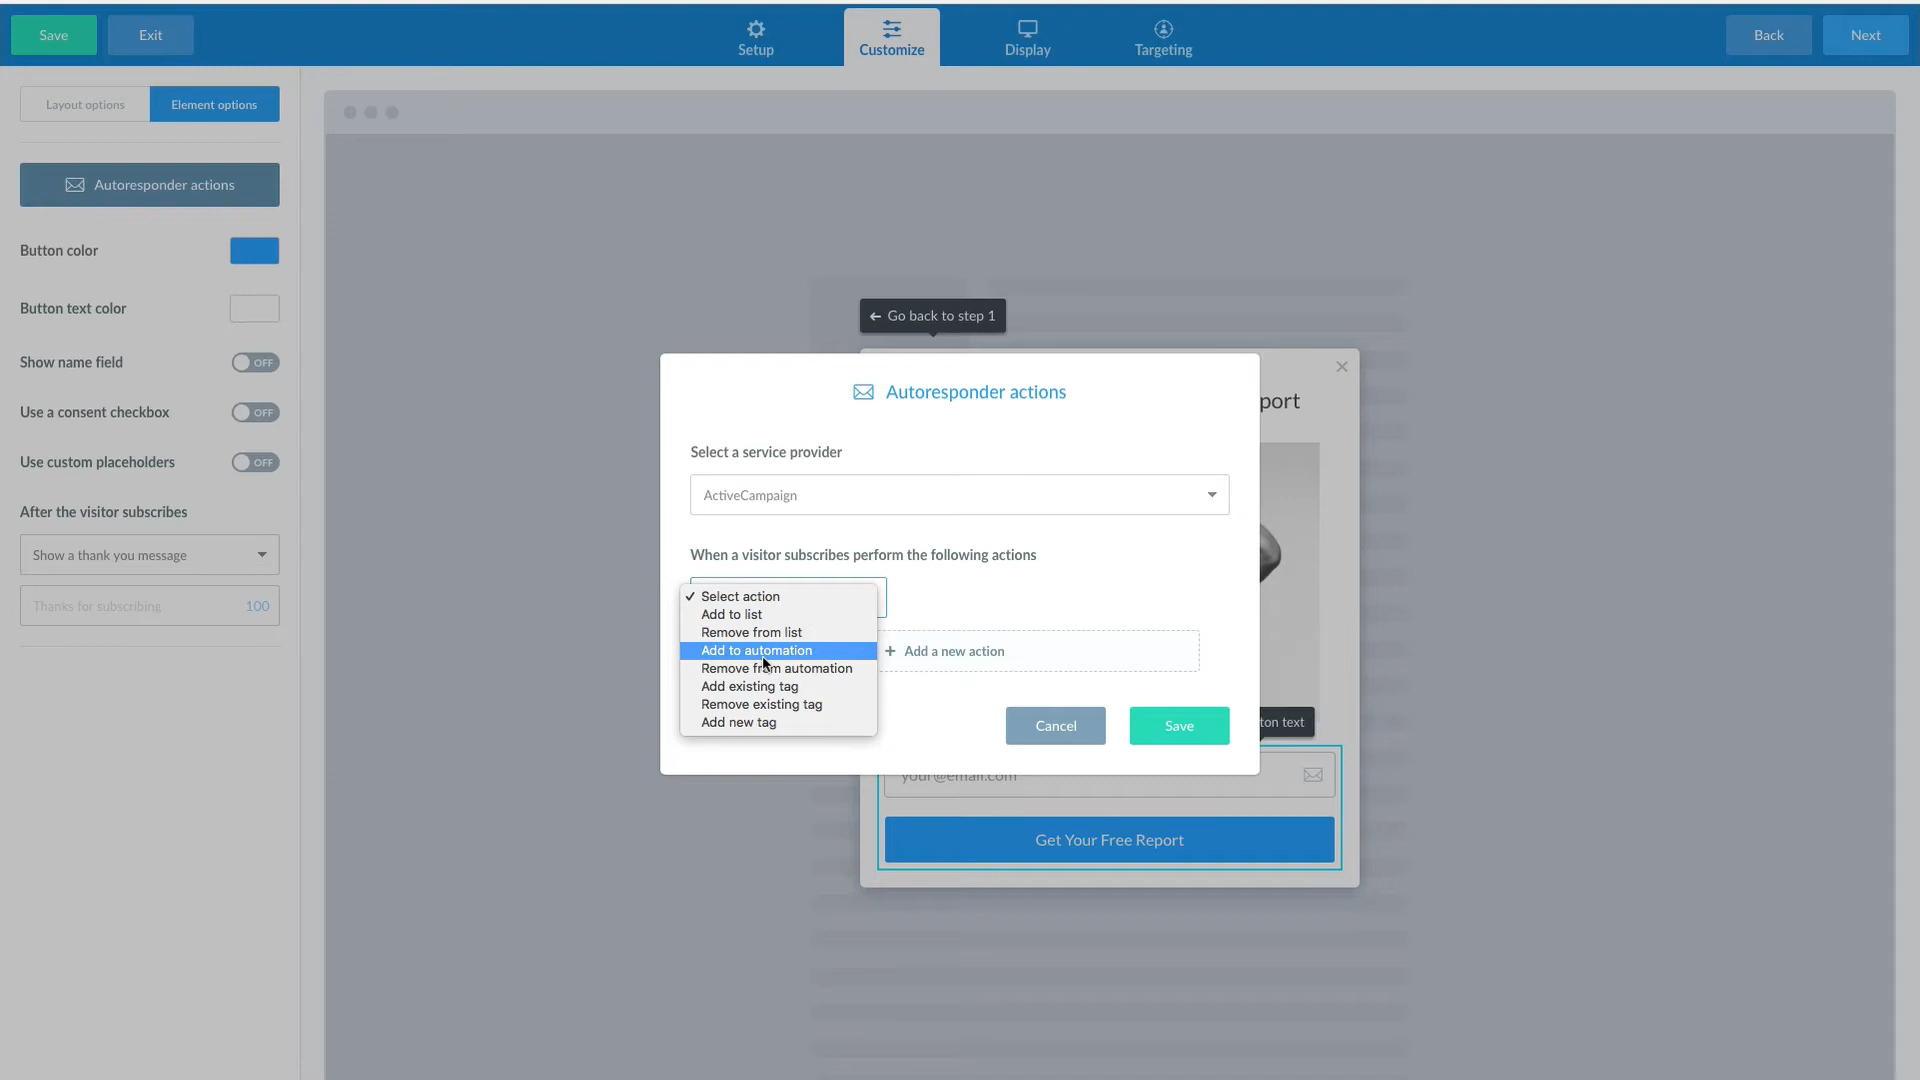 Save
Exit
Setup
Customize
Display
Targeting
Back
Next
Layout options
Element options
Autoresponder actions
Button color
Button text color
Show name field
OFF
Use a consent checkbox
OFF
Use custom placeholders
OFF
After the visitor subscribes
Show a thank you message
Thanks for subscribing
100
← Go back to step 1
port
Autoresponder actions
Select a service provider
ActiveCampaign
When a visitor subscribes perform the following actions
✓ Select action
Add to list
Remove from list
Add to automation
Remove from automation
Add existing tag
Remove existing tag
Add new tag
+ Add a new action
Cancel
Save
ton text
your@email.com
Get Your Free Report